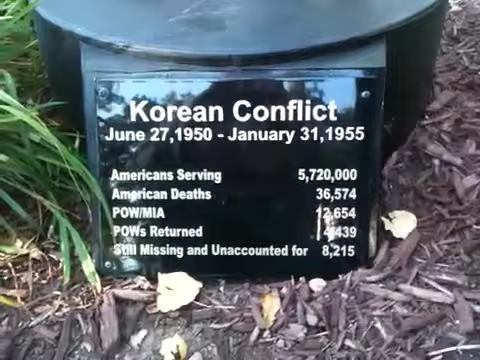 Korean Conflict
June 27,1950 - January 31,1955
Americans Serving 5,720,000
American Deaths 36,574
POW/MIA 12,654
POWs Returned 4,439
Still Missing and Unaccounted for 8,215